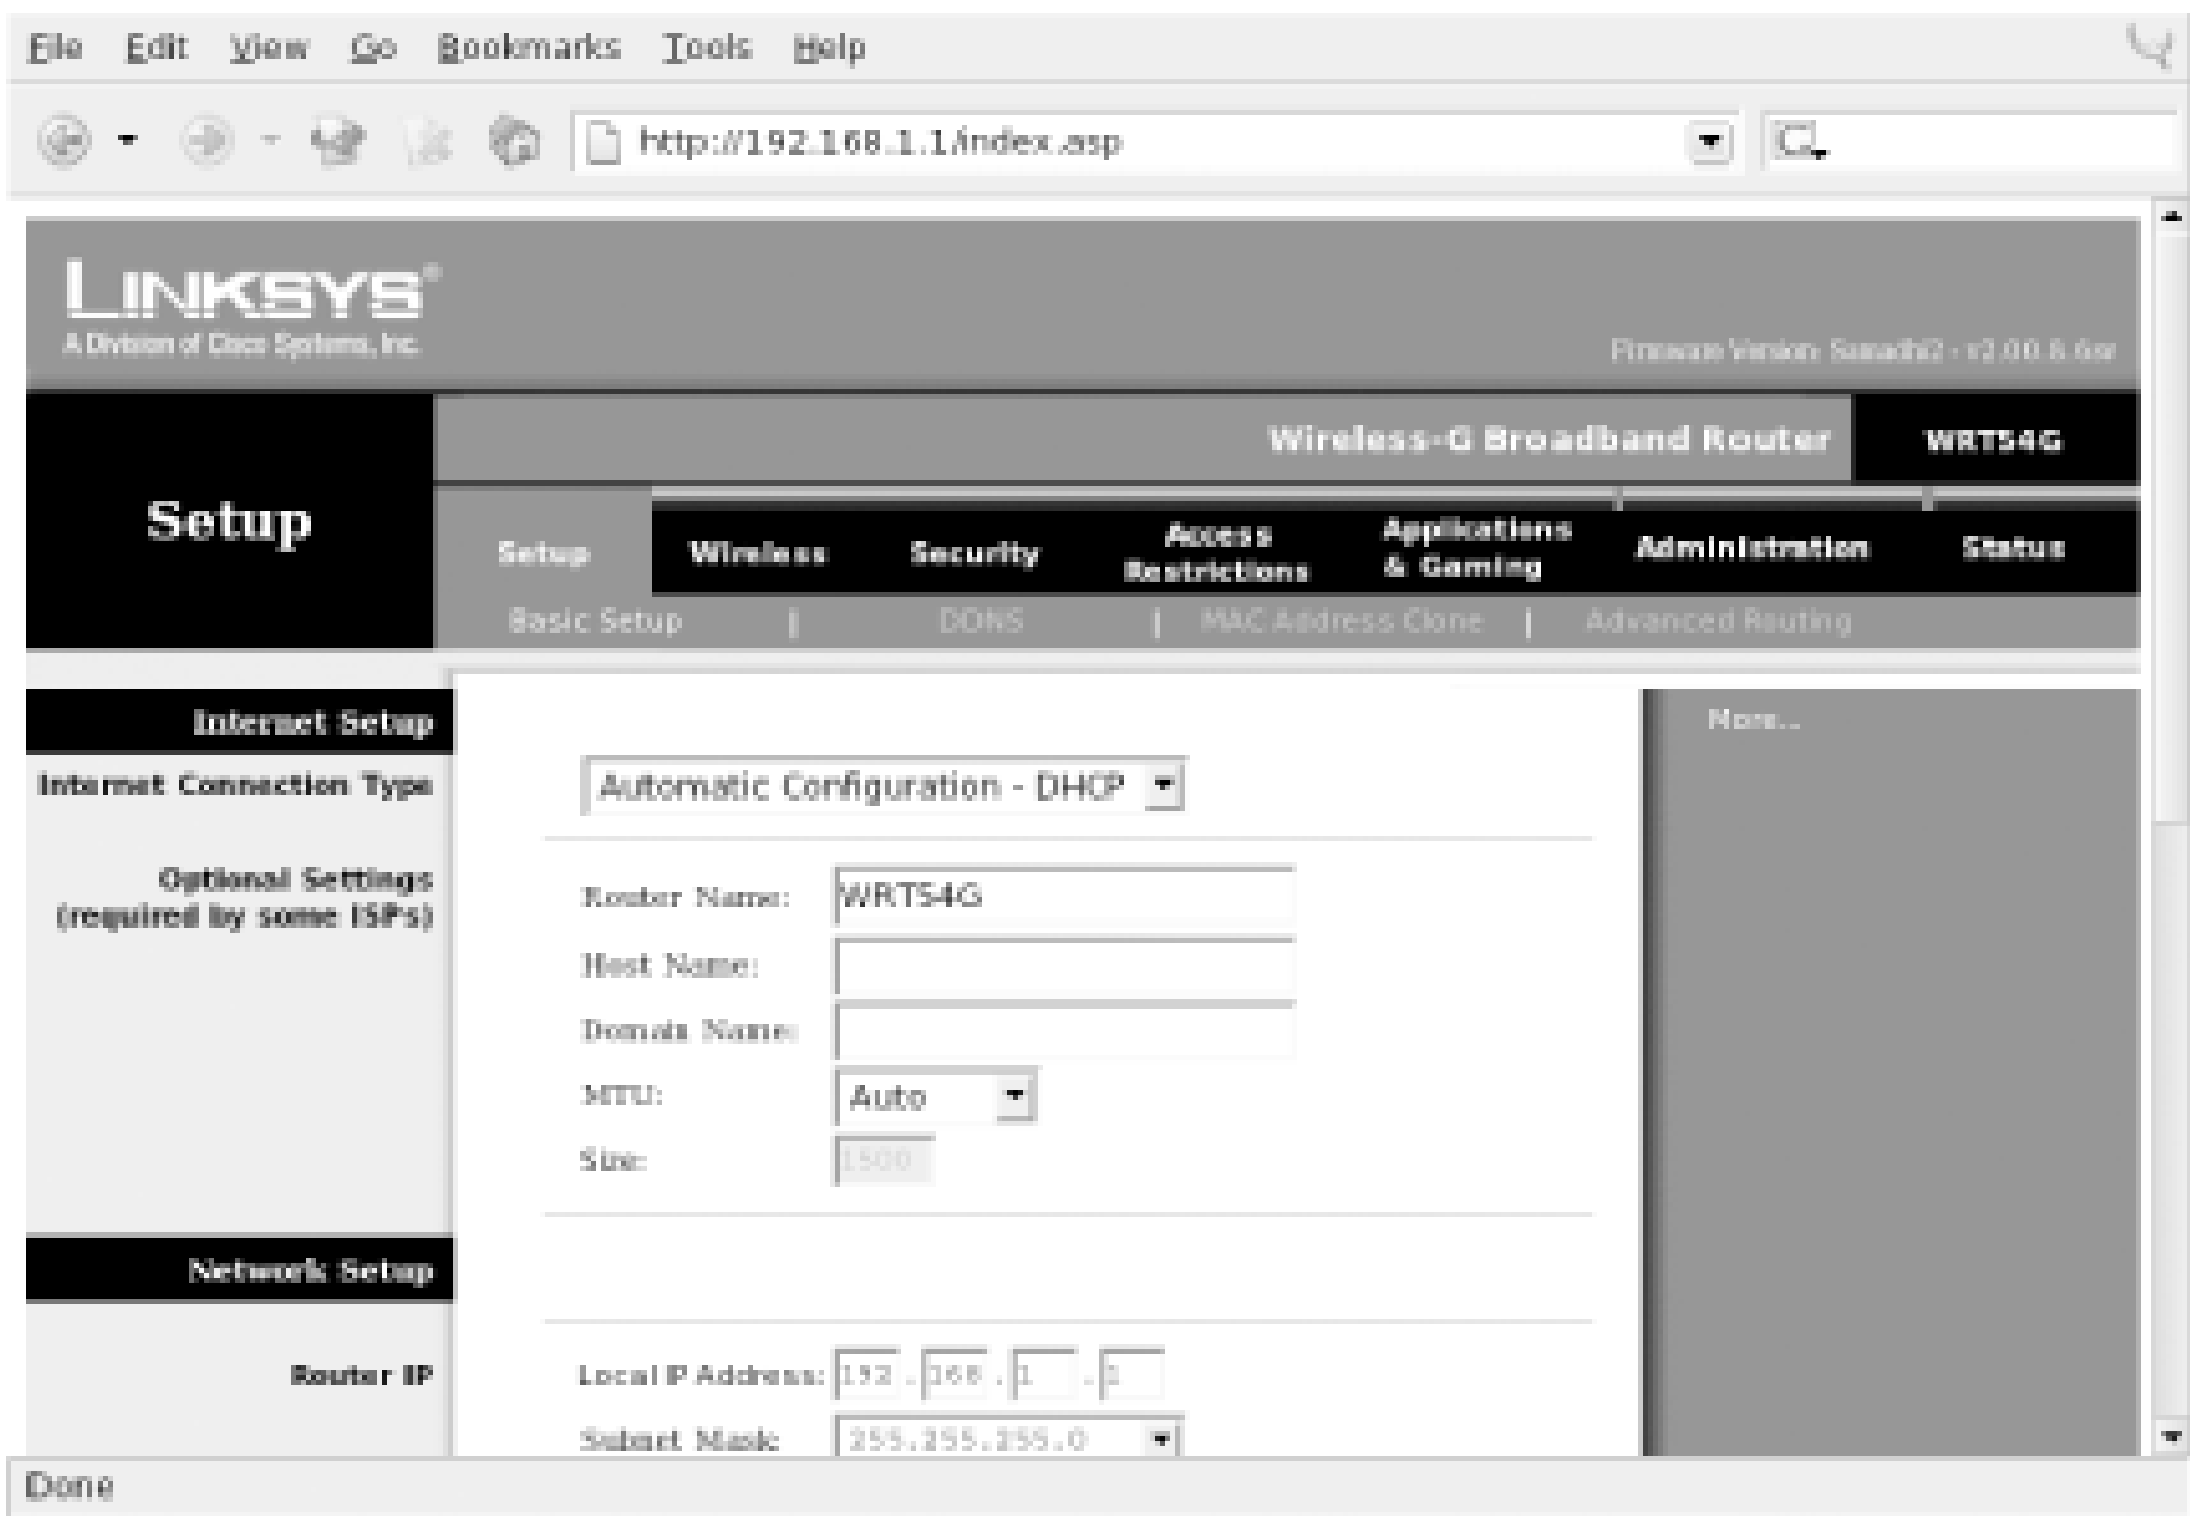 File Edit View Go Bookmarks Tools Help
http://192.168.1.1/index.asp
LINKSYS®
A Division of Cisco Systems, Inc.
Firmware Version:
Wireless-G Broadband Router WRT54G
Setup
Setup Wireless Security Access Restrictions Applications & Gaming Administration Status
Basic Setup | DDNS | MAC Address Clone | Advanced Routing
Internet Setup
More...
Internet Connection Type Automatic Configuration - DHCP
Optional Settings
(required by some ISPs)
Router Name: WRT54G
Host Name:
Domain Name:
MTU: Auto
Size: 1500
Network Setup
Router IP Local IP Address: 192 . 168 . 1 . 1
Subnet Mask: 255.255.255.0
Done